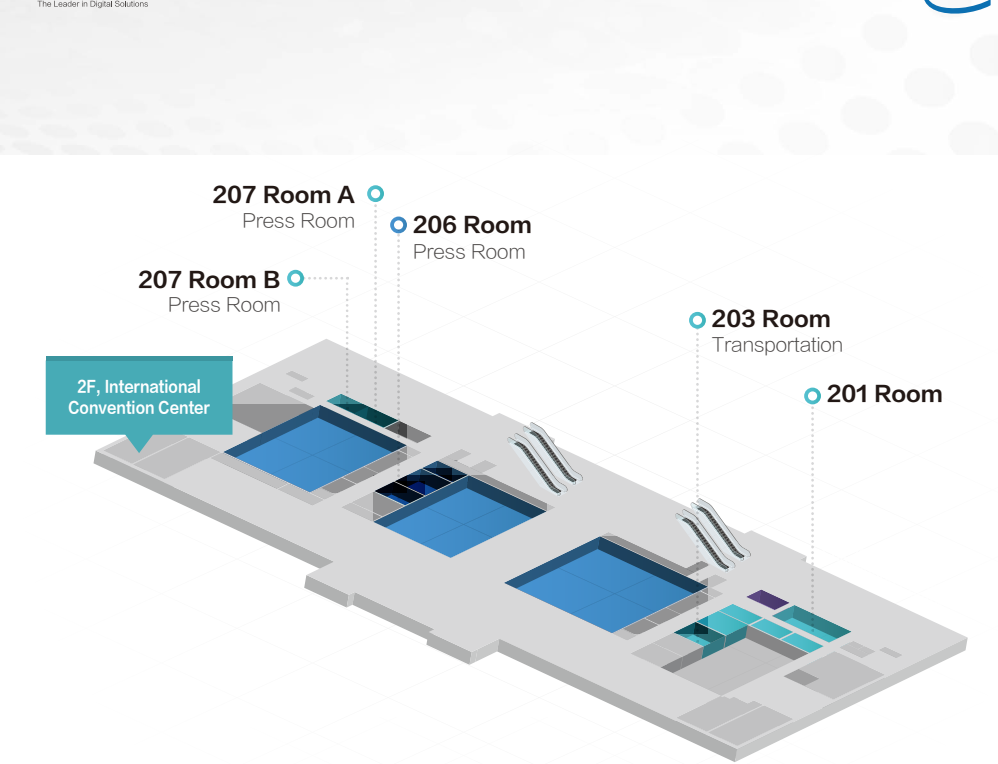 The Leader in Digital Solutions
207 Room A
Press Room
206 Room
Press Room
207 Room B
Press Room
203 Room
Transportation
2F, International
Convention Center
201 Room